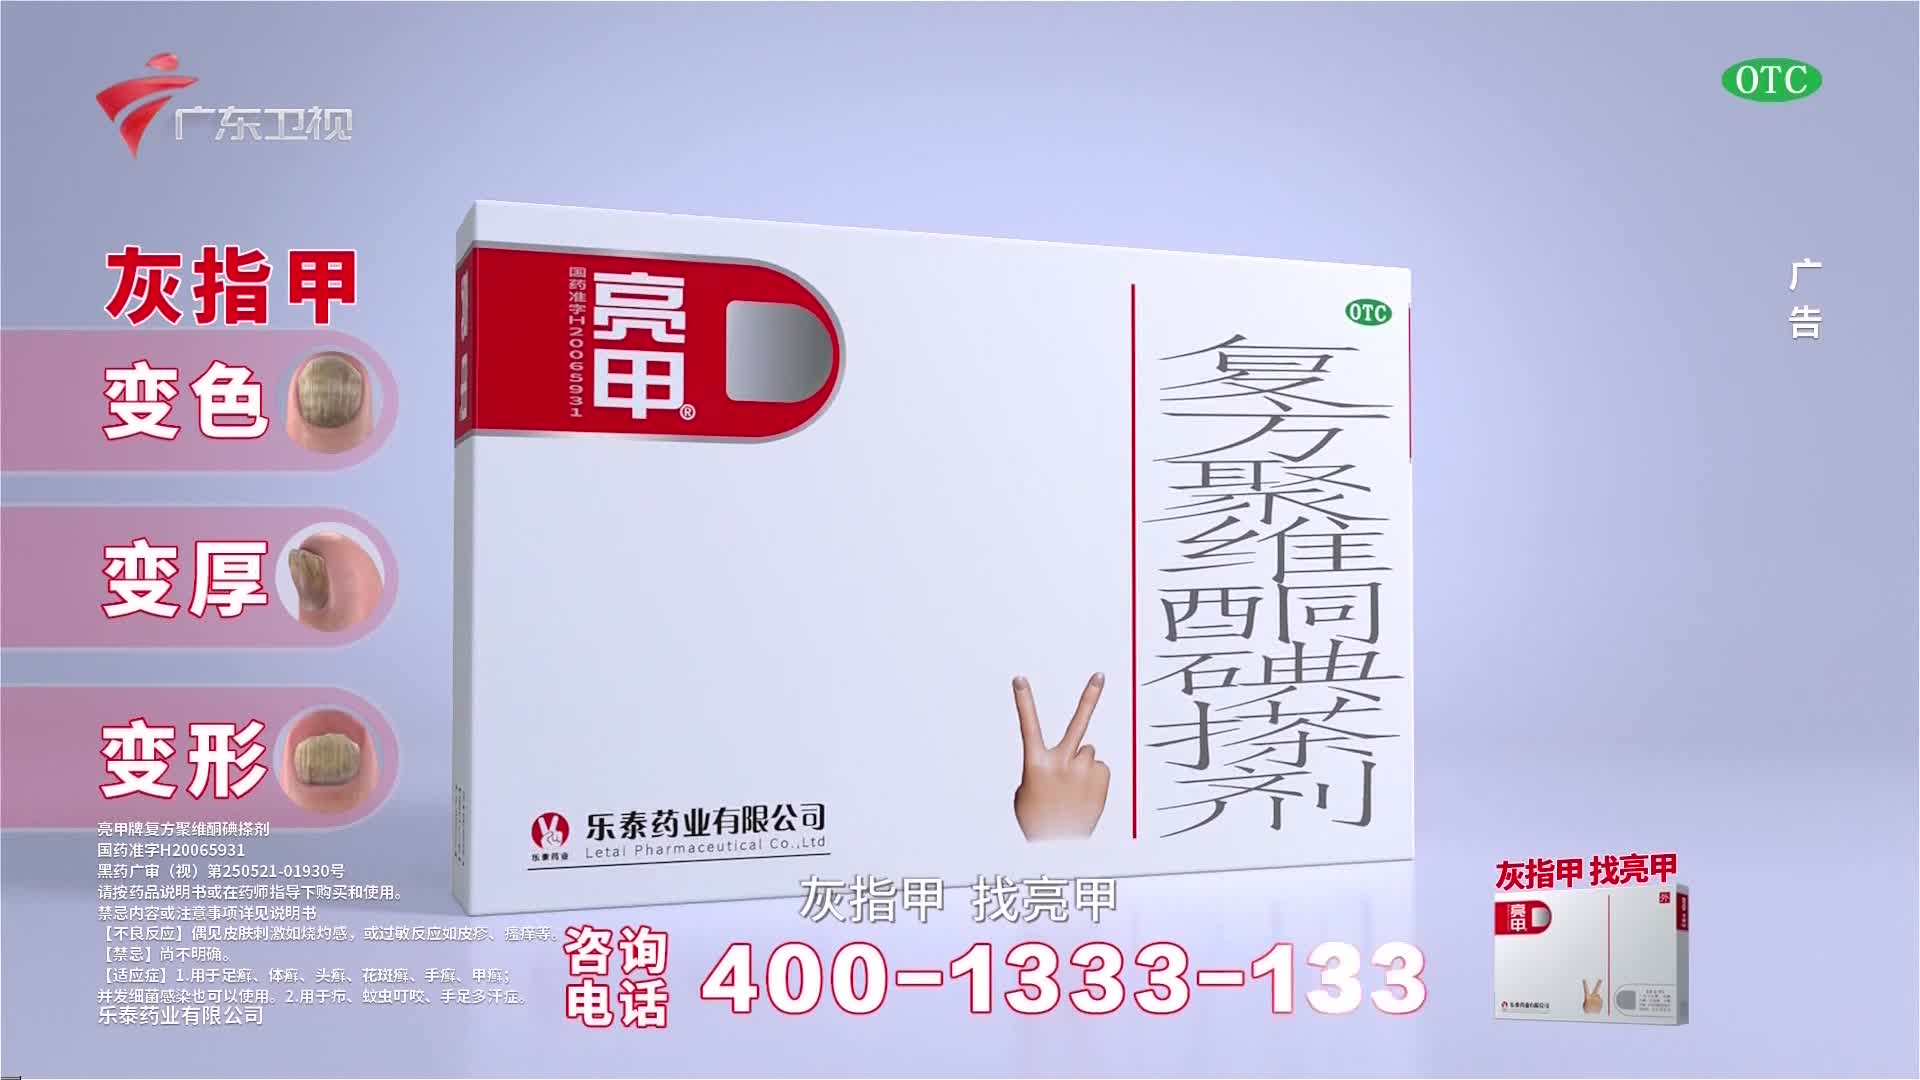 广东卫视
OTC
广告
灰指甲
变色
变厚
变形
国药准字H20065931
亮甲®
OTC
复方聚维酮碘搽剂
乐泰药业
乐泰药业有限公司
Letai Pharmaceutical Co.,Ltd
亮甲牌复方聚维酮碘搽剂
国药准字H20065931
黑药广审（视）第250521-01930号
请按药品说明书或在药师指导下购买和使用。
禁忌内容或注意事项详见说明书
【不良反应】偶见皮肤刺激如烧灼感，或过敏反应如皮疹、瘙痒等。
【禁忌】尚不明确。
【适应症】1.用于足癣、体癣、头癣、花斑癣、手癣、甲癣；
并发细菌感染也可以使用。2.用于疖、蚊虫叮咬、手足多汗症。
乐泰药业有限公司
灰指甲 找亮甲
咨询电话 400-1333-133
灰指甲 找亮甲
亮甲
外
乐泰药业有限公司